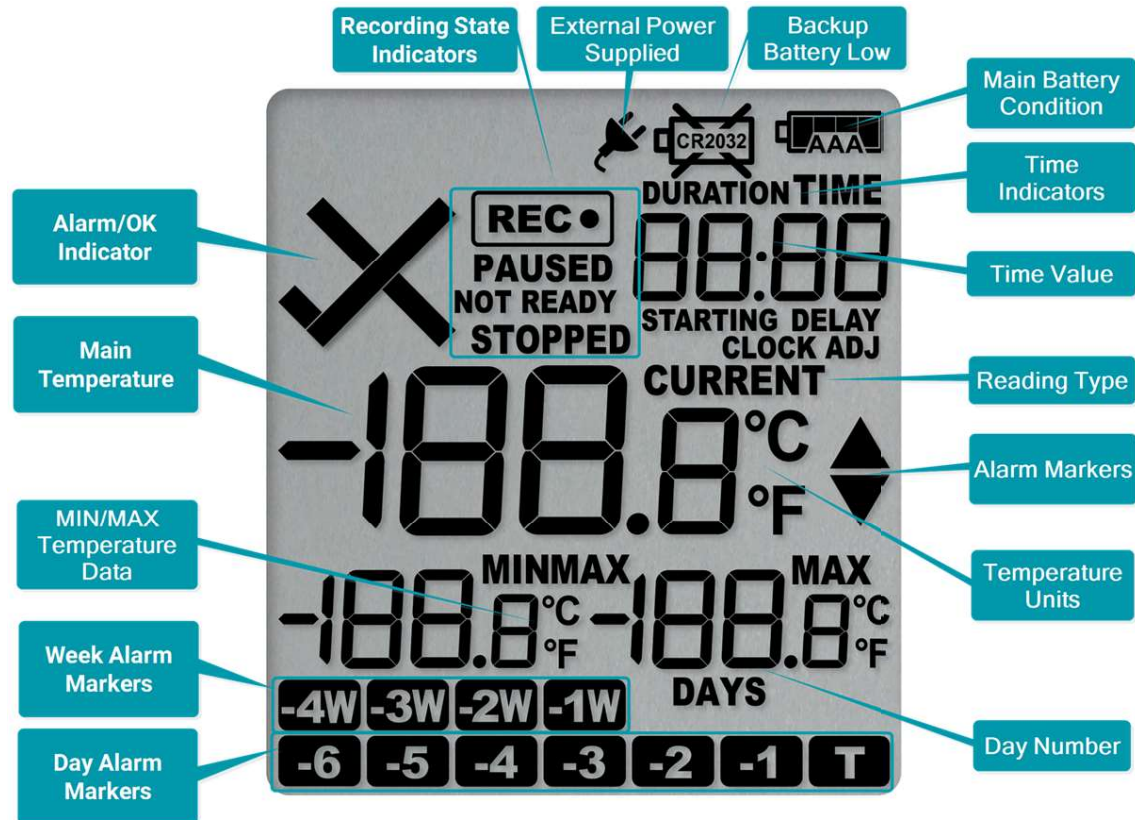 Recording State
Indicators
External Power
Supplied
Backup
Battery Low
Main Battery
Condition
CR2032
AAA
Time
Indicators
DURATION TIME
Alarm/OK
Indicator
REC
88:88
Time Value
PAUSED
NOT READY
STOPPED
STARTING DELAY
CLOCK ADJ
Main
Temperature
CURRENT
Reading Type
-188.8 °C
°F
Alarm Markers
MIN/MAX
Temperature
Data
MINMAX
MAX
Temperature
Units
-188.8 °C
°F
-188.8 °C
°F
Week Alarm
Markers
-4W -3W -2W -1W
DAYS
Day Alarm
Markers
-6 -5 -4 -3 -2 -1 T
Day Number